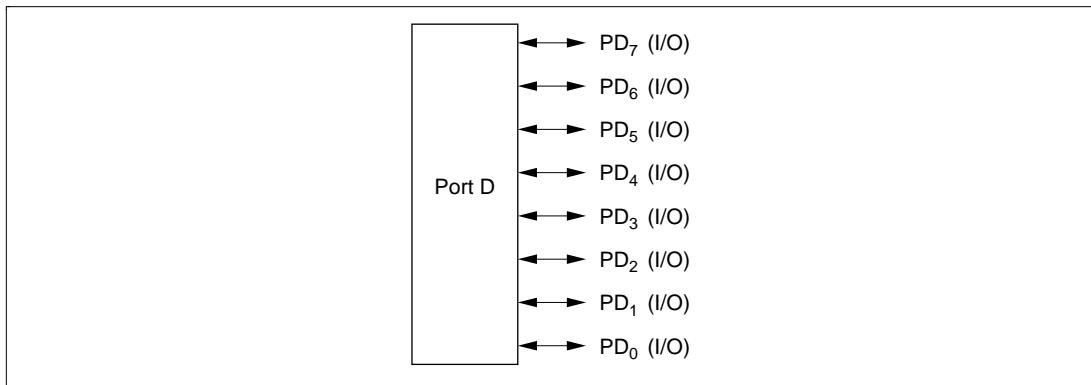 PD₇ (I/O)
PD₆ (I/O)
PD₅ (I/O)
PD₄ (I/O)
Port D
PD₃ (I/O)
PD₂ (I/O)
PD₁ (I/O)
PD₀ (I/O)